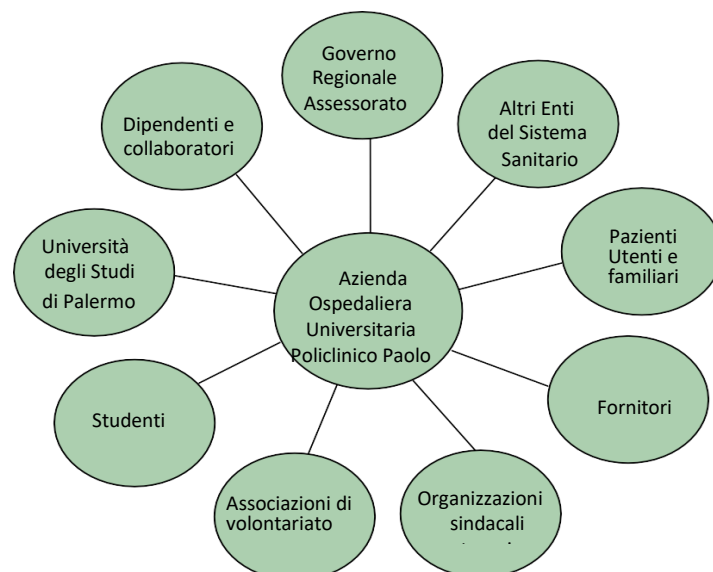 Governo
Regionale
Assessorato
Altri Enti
del Sistema
Sanitario
Dipendenti e
collaboratori
Pazienti
Utenti e
familiari
Università
degli Studi
di Palermo
Azienda
Ospedaliera
Universitaria
Policlinico Paolo
Fornitori
Studenti
Associazioni di
volontariato
Organizzazioni
sindacali